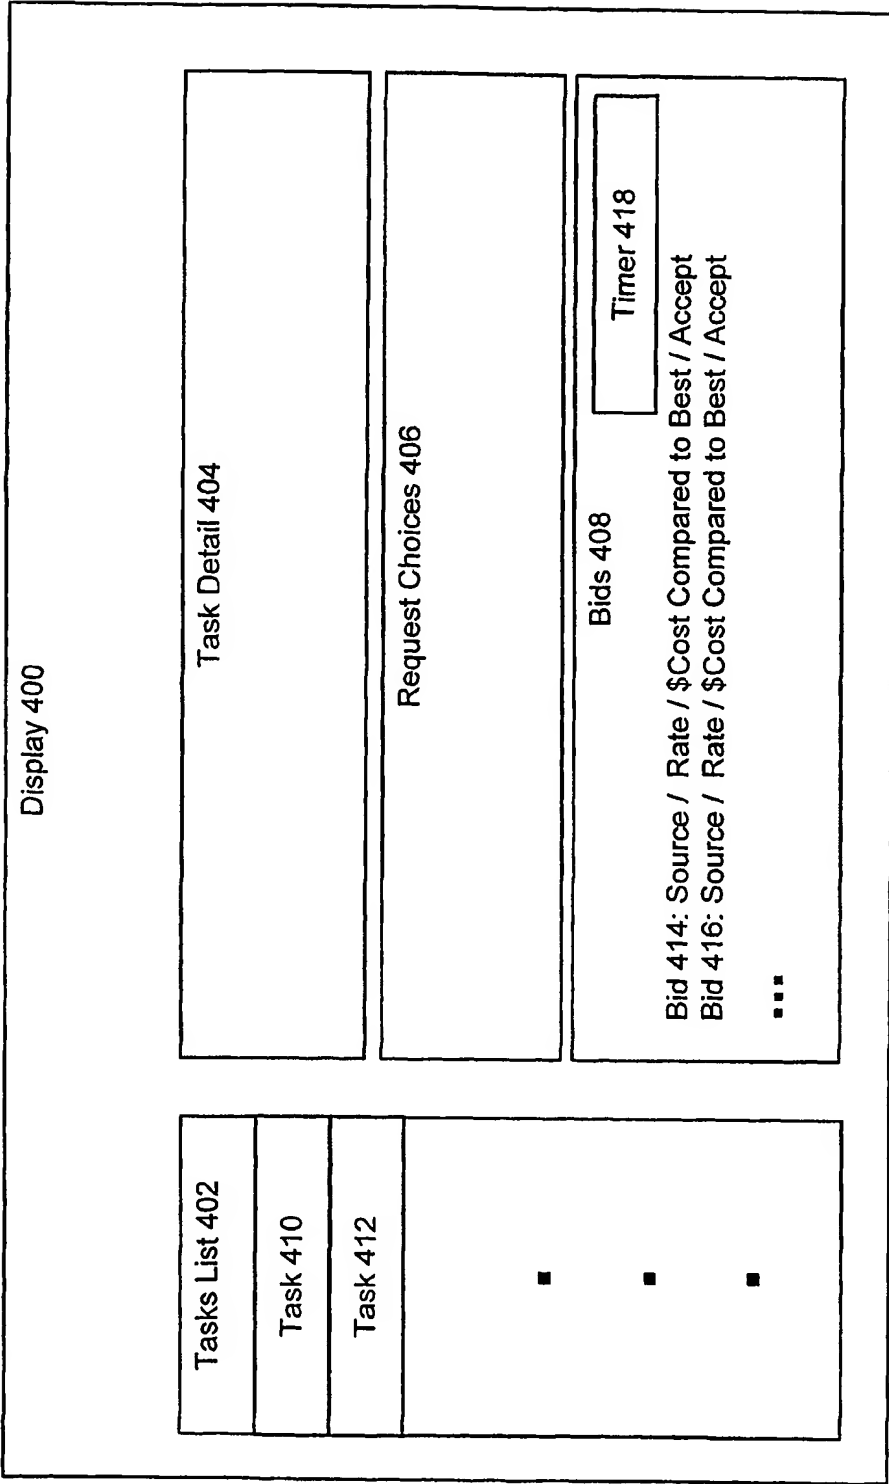 Display 400
Tasks List 402
Task 410
Task 412
Task Detail 404
Request Choices 406
Bids 408
Timer 418
Bid 414: Source / Rate / $Cost Compared to Best / Accept
Bid 416: Source / Rate / $Cost Compared to Best / Accept